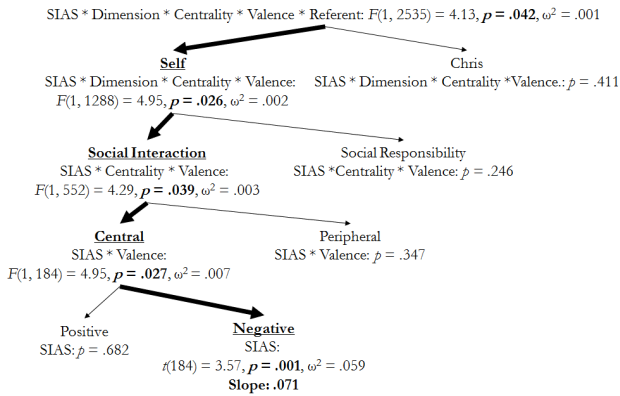 SIAS * Dimension * Centrality * Valence * Referent: F(1, 2535) = 4.13, p = .042, ω² = .001
Self
SIAS * Dimension * Centrality * Valence:
F(1, 1288) = 4.95, p = .026, ω² = .002
Chris
SIAS * Dimension * Centrality *Valence.: p = .411
Social Interaction
SIAS * Centrality * Valence:
F(1, 552) = 4.29, p = .039, ω² = .003
Social Responsibility
SIAS *Centrality * Valence: p = .246
Central
SIAS * Valence:
F(1, 184) = 4.95, p = .027, ω² = .007
Peripheral
SIAS * Valence: p = .347
Positive
SIAS: p = .682
Negative
SIAS:
t(184) = 3.57, p = .001, ω² = .059
Slope: .071